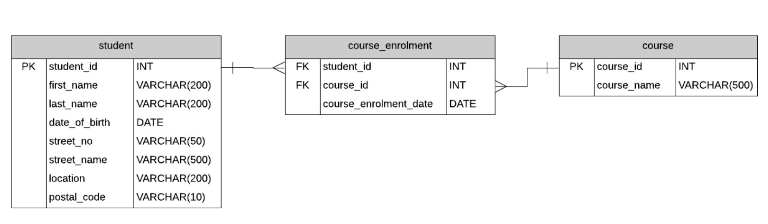 student
PK student_id INT
first_name VARCHAR(200)
last_name VARCHAR(200)
date_of_birth DATE
street_no VARCHAR(50)
street_name VARCHAR(500)
location VARCHAR(200)
postal_code VARCHAR(10)
course_enrolment
FK student_id INT
FK course_id INT
course_enrolment_date DATE
course
PK course_id INT
course_name VARCHAR(500)